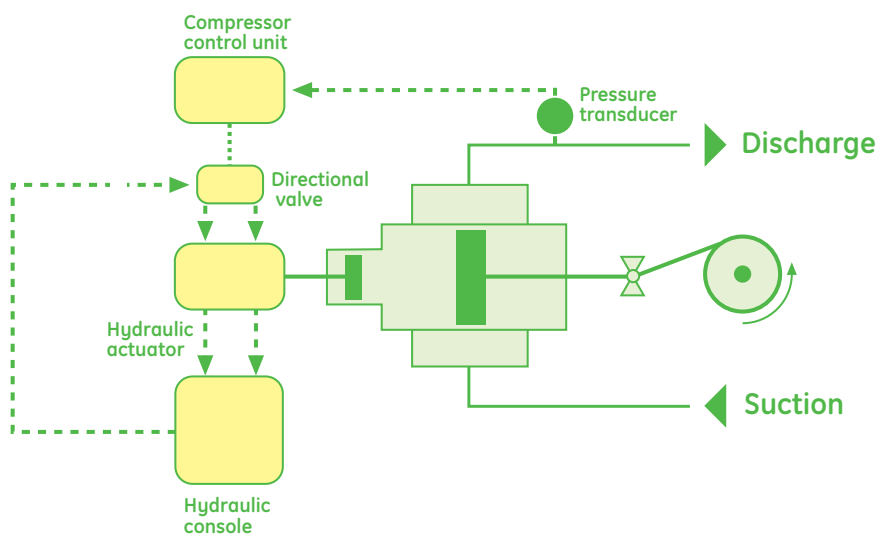 Compressor
control unit
Pressure
transducer
Discharge
Directional
valve
Hydraulic
actuator
Suction
Hydraulic
console